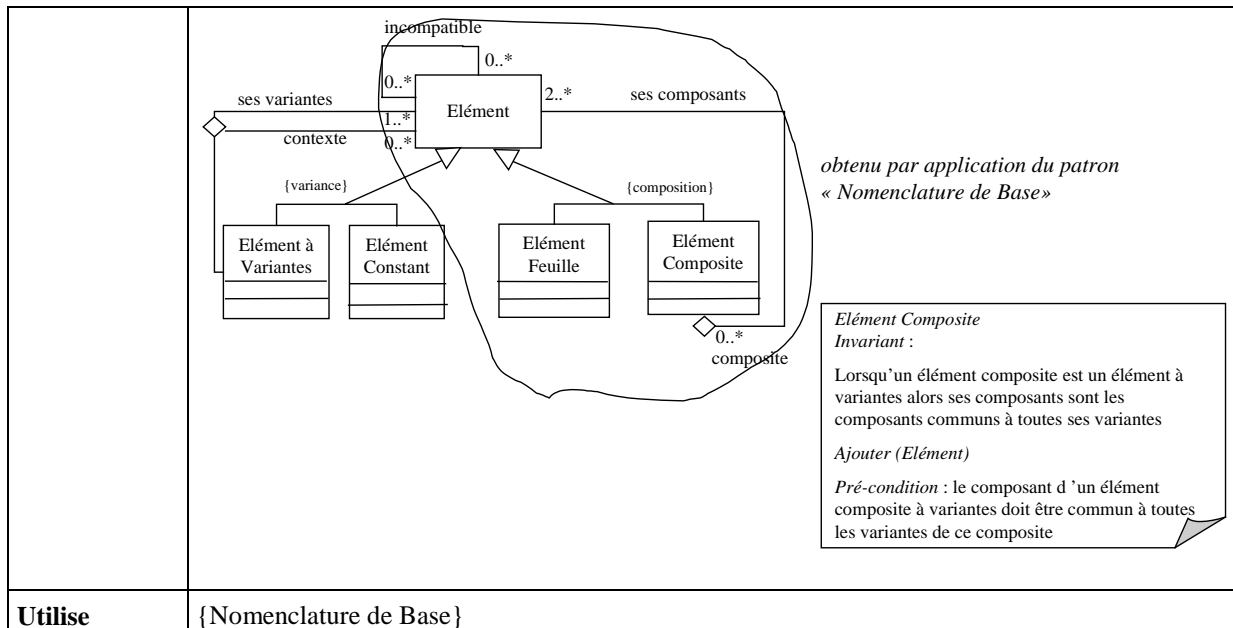 incompatible
0..*
0..*
2..*
ses variantes
ses composants
Elément
1..*
contexte
0..*
obtenu par application du patron
« Nomenclature de Base»
{variance}
{composition}
Elément à
Variantes
Elément
Constant
Elément
Feuille
Elément
Composite
0..*
composite
Elément Composite
Invariant :
Lorsqu'un élément composite est un élément à
variantes alors ses composants sont les
composants communs à toutes ses variantes
Ajouter (Elément)
Pré-condition : le composant d ’un élément
composite à variantes doit être commun à toutes
les variantes de ce composite
Utilise
{Nomenclature de Base}